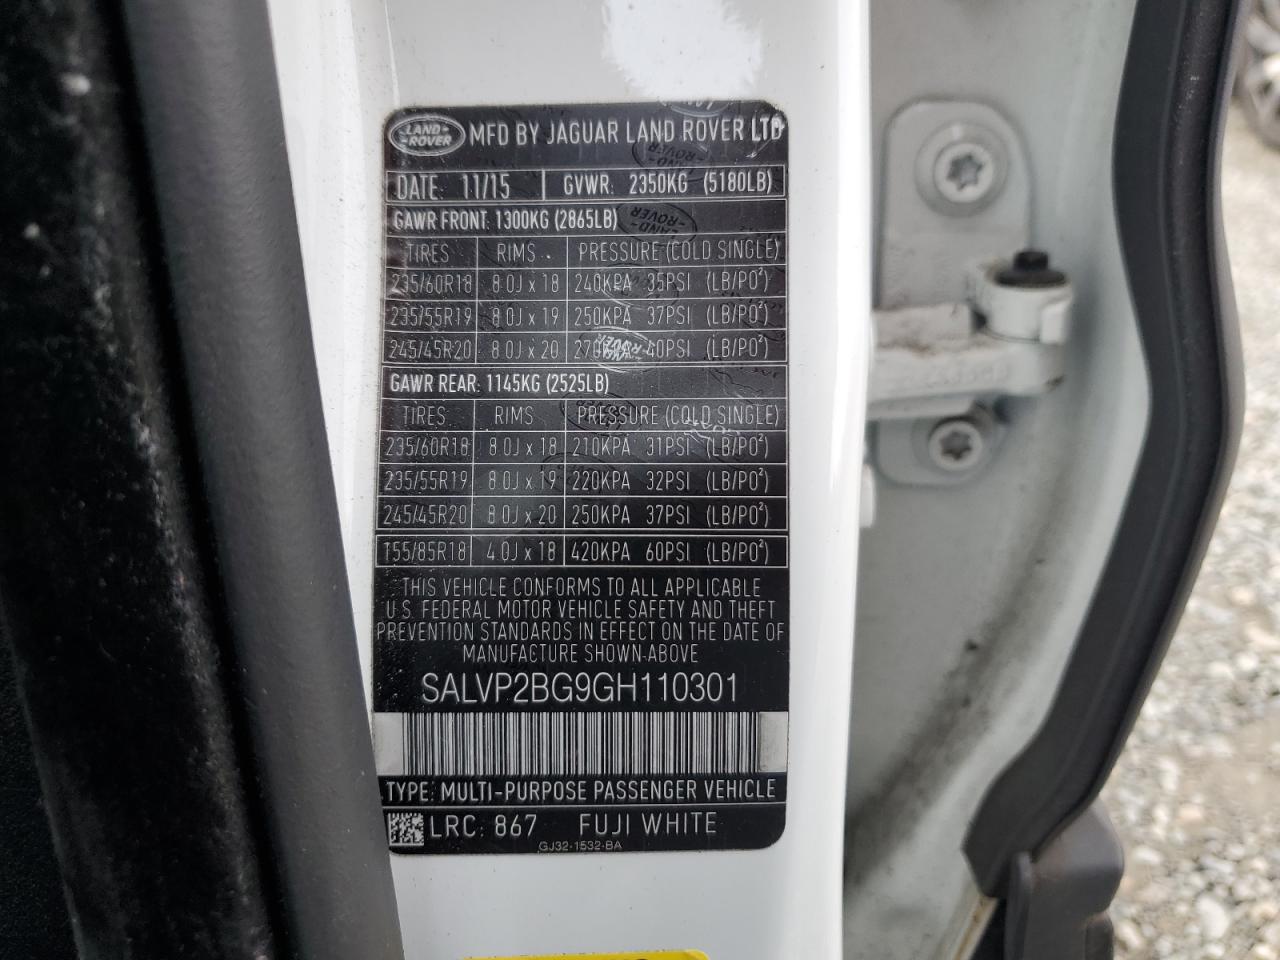 LAND-ROVER MFD BY JAGUAR LAND ROVER LTD
DATE: 11/15 GVWR: 2350KG (5180LB)
GAWR FRONT: 1300KG (2865LB)
TIRES RIMS PRESSURE (COLD SINGLE)
235/60R18 8.0J x 18 240KPA 35PSI (LB/PO²)
235/55R19 8.0J x 19 250KPA 37PSI (LB/PO²)
245/45R20 8.0J x 20 270KPA 40PSI (LB/PO²)
GAWR REAR: 1145KG (2525LB)
TIRES RIMS PRESSURE (COLD SINGLE)
235/60R18 8.0J x 18 210KPA 31PSI (LB/PO²)
235/55R19 8.0J x 19 220KPA 32PSI (LB/PO²)
245/45R20 8.0J x 20 250KPA 37PSI (LB/PO²)
T55/85R18 4.0J x 18 420KPA 60PSI (LB/PO²)
THIS VEHICLE CONFORMS TO ALL APPLICABLE
U.S. FEDERAL MOTOR VEHICLE SAFETY AND THEFT
PREVENTION STANDARDS IN EFFECT ON THE DATE OF
MANUFACTURE SHOWN ABOVE
SALVP2BG9GH110301
TYPE: MULTI-PURPOSE PASSENGER VEHICLE
LRC: 867 FUJI WHITE
GJ32-1532-BA